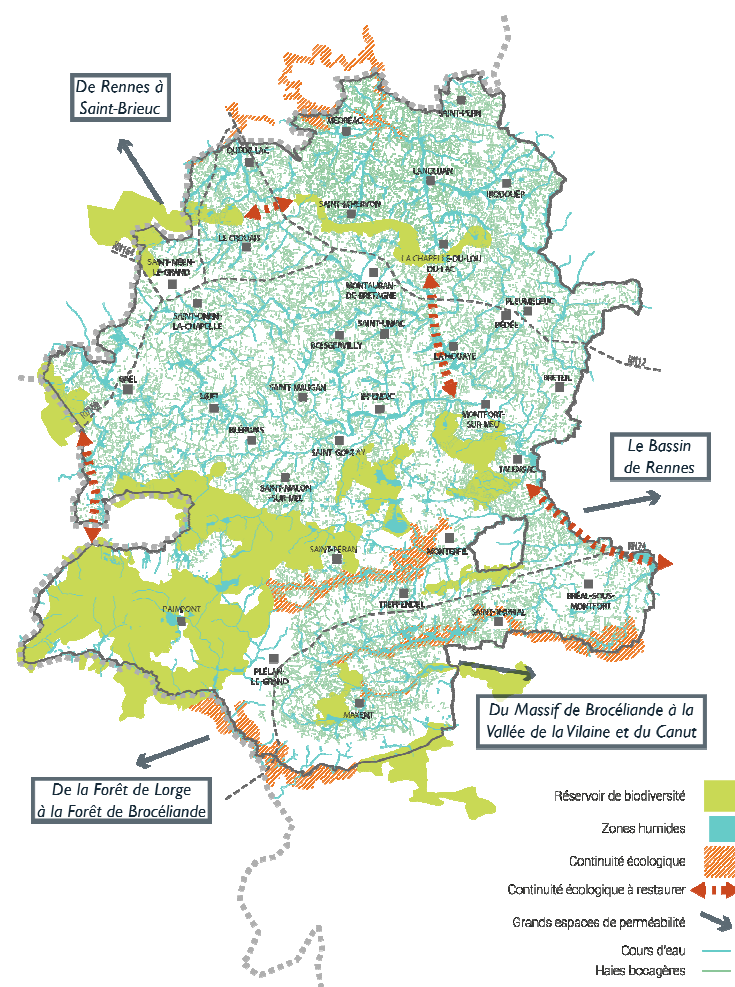 De Rennes à
Saint-Brieuc
SAINT-PERN
MÉDRÉAC
QUÉDILLAC
LANDUJAN
IRODOUËR
SAINT-M'HERVON
LE CROUAIS
LA CHAPELLE-DU-LOU
DU-LAC
RN164
SAINT-MÉEN-
LE-GRAND
MONTAUBAN-
DE-BRETAGNE
SAINT-ONEN-
LA-CHAPELLE
PLEUMELEUC
BÉDÉE
SAINT-UNIAC
BOISGERVILLY
LA NOUAYE
RN12
GAËL
BRETEIL
SAINT-MAUGAN
IFFENDIC
MUEL
MONTFORT-
SUR-MEU
BLÉRUAIS
SAINT-GONLAY
Le Bassin
de Rennes
TALENSAC
SAINT-MALON
-SUR-MEL
MONTERFIL
RN24
SAINT-PÉRAN
BRÉAL-SOUS-
MONTFORT
TREFFENDEL
PAIMPONT
SAINT-THURIAL
PLÉLAN-
LE-GRAND
MAXENT
Du Massif de Brocéliande à la
Vallée de la Vilaine et du Canut
De la Forêt de Lorge
à la Forêt de Brocéliande
Réservoir de biodiversité
Zones humides
Continuité écologique
Continuité écologique à restaurer
Grands espaces de perméabilité
Cours d'eau
Haies bocagères